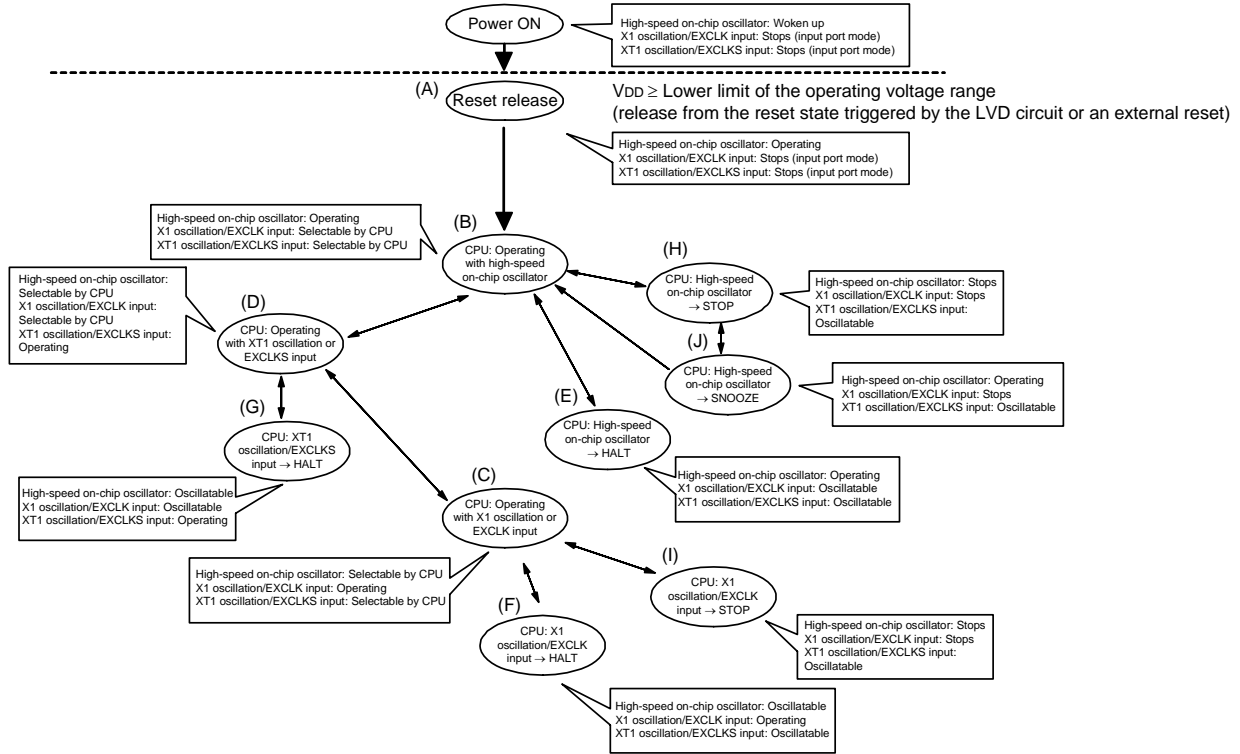 Power ON
High-speed on-chip oscillator: Woken up
X1 oscillation/EXCLK input: Stops (input port mode)
XT1 oscillation/EXCLKS input: Stops (input port mode)
(A)
Reset release
VDD ≥ Lower limit of the operating voltage range
(release from the reset state triggered by the LVD circuit or an external reset)
High-speed on-chip oscillator: Operating
X1 oscillation/EXCLK input: Stops (input port mode)
XT1 oscillation/EXCLKS input: Stops (input port mode)
High-speed on-chip oscillator: Operating
X1 oscillation/EXCLK input: Selectable by CPU
XT1 oscillation/EXCLKS input: Selectable by CPU
(B)
CPU: Operating
with high-speed
on-chip oscillator
(H)
CPU: High-speed
on-chip oscillator
→ STOP
High-speed on-chip oscillator: Stops
X1 oscillation/EXCLK input: Stops
XT1 oscillation/EXCLKS input:
Oscillatable
High-speed on-chip oscillator:
Selectable by CPU
X1 oscillation/EXCLK input:
Selectable by CPU
XT1 oscillation/EXCLKS input:
Operating
(D)
CPU: Operating
with XT1 oscillation or
EXCLKS input
(J)
CPU: High-speed
on-chip oscillator
→ SNOOZE
High-speed on-chip oscillator: Operating
X1 oscillation/EXCLK input: Stops
XT1 oscillation/EXCLKS input: Oscillatable
(E)
CPU: High-speed
on-chip oscillator
→ HALT
High-speed on-chip oscillator: Operating
X1 oscillation/EXCLK input: Oscillatable
XT1 oscillation/EXCLKS input: Oscillatable
(G)
CPU: XT1
oscillation/EXCLKS
input → HALT
High-speed on-chip oscillator: Oscillatable
X1 oscillation/EXCLK input: Oscillatable
XT1 oscillation/EXCLKS input: Operating
(C)
CPU: Operating
with X1 oscillation or
EXCLK input
High-speed on-chip oscillator: Selectable by CPU
X1 oscillation/EXCLK input: Operating
XT1 oscillation/EXCLKS input: Selectable by CPU
(I)
CPU: X1
oscillation/EXCLK
input → STOP
High-speed on-chip oscillator: Stops
X1 oscillation/EXCLK input: Stops
XT1 oscillation/EXCLKS input:
Oscillatable
(F)
CPU: X1
oscillation/EXCLK
input → HALT
High-speed on-chip oscillator: Oscillatable
X1 oscillation/EXCLK input: Operating
XT1 oscillation/EXCLKS input: Oscillatable